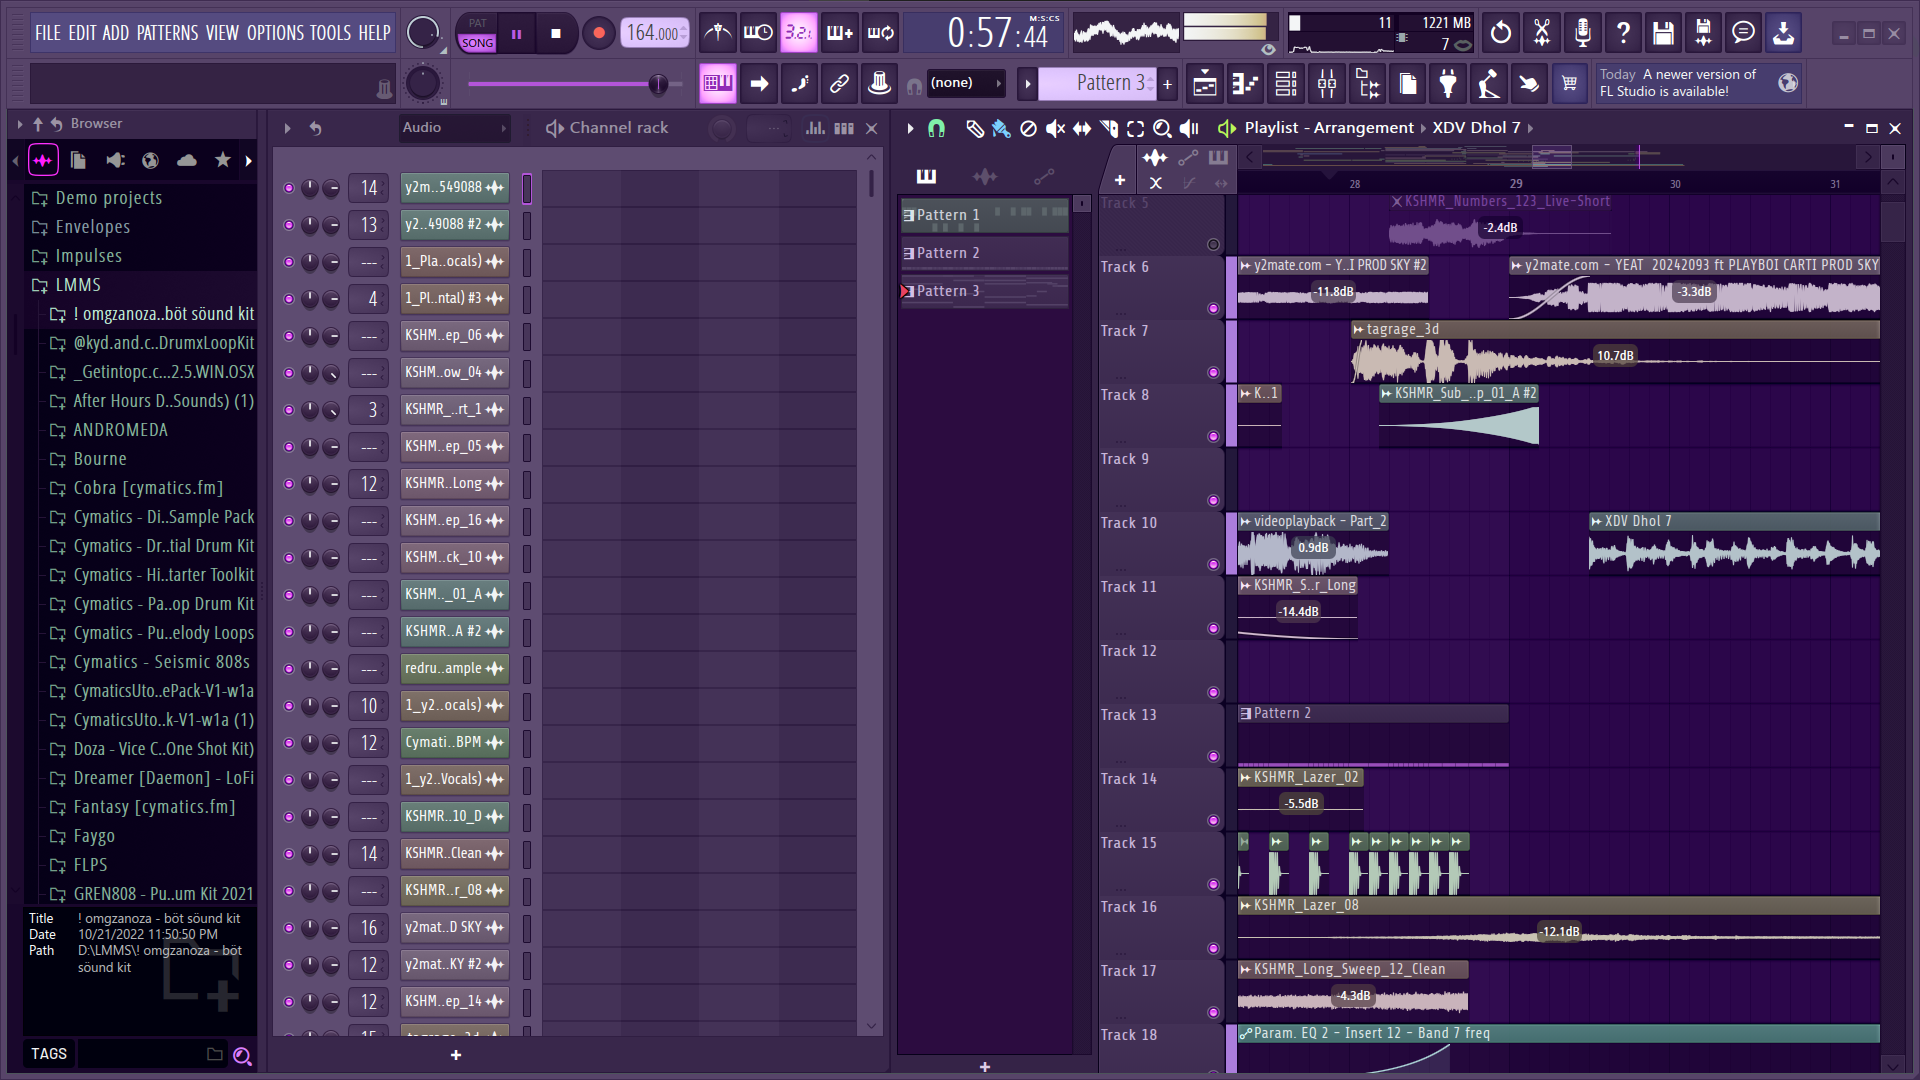 FILE EDIT ADD PATTERNS VIEW OPTIONS TOOLS HELP
PAT
SONG
164.000
3.2.1
0:57:44
M:S:CS
11
1221 MB
7
(none)
Pattern 3
Today A newer version of
FL Studio is available!
Browser
Demo projects
Envelopes
Impulses
LMMS
! omgzanoza..böt söund kit
@kyd.and.c..DrumxLoopKit
_Getintopc.c...2.5.WIN.OSX
After Hours D..Sounds) (1)
ANDROMEDA
Bourne
Cobra [cymatics.fm]
Cymatics - Di..Sample Pack
Cymatics - Dr..tial Drum Kit
Cymatics - Hi..tarter Toolkit
Cymatics - Pa..op Drum Kit
Cymatics - Pu..elody Loops
Cymatics - Seismic 808s
CymaticsUto..ePack-V1-w1a
CymaticsUto..k-V1-w1a (1)
Doza - Vice C..One Shot Kit)
Dreamer [Daemon] - LoFi
Fantasy [cymatics.fm]
Faygo
FLPS
GREN808 - Pu..um Kit 2021
Title ! omgzanoza - böt söund kit
Date 10/21/2022 11:50:50 PM
Path D:\LMMS\! omgzanoza - böt
söund kit
TAGS
Audio
Channel rack
14 y2m..549088
13 y2..49088 #2
--- 1_Pla..ocals)
4 1_Pl..ntal) #3
--- KSHM..ep_06
--- KSHM..ow_04
3 KSHMR_..rt_1
--- KSHM..ep_05
12 KSHMR..Long
--- KSHM..ep_16
--- KSHM..ck_10
--- KSHM.._01_A
--- KSHMR..A #2
--- redru..ample
10 1_y2..ocals)
12 Cymati..BPM
--- 1_y2..Vocals)
--- KSHMR..10_D
14 KSHMR..Clean
--- KSHMR..r_08
16 y2mat..D SKY
12 y2mat..KY #2
12 KSHM..ep_14
Playlist - Arrangement › XDV Dhol 7 ›
Pattern 1
Pattern 2
Pattern 3
28 29 30 31
Track 5
KSHMR_Numbers_123_Live-Short
-2.4dB
Track 6
y2mate.com - Y..I PROD SKY #2
-11.8dB
y2mate.com - YEAT 20242093 ft PLAYBOI CARTI PROD SKY
-3.3dB
Track 7
tagrage_3d
10.7dB
Track 8
K..1
KSHMR_Sub_..p_01_A #2
Track 9
Track 10
videoplayback - Part_2
0.9dB
XDV Dhol 7
Track 11
KSHMR_S..r_Long
-14.4dB
Track 12
Track 13
Pattern 2
Track 14
KSHMR_Lazer_02
-5.5dB
Track 15
Track 16
KSHMR_Lazer_08
-12.1dB
Track 17
KSHMR_Long_Sweep_12_Clean
-4.3dB
Track 18
Param. EQ 2 - Insert 12 - Band 7 freq